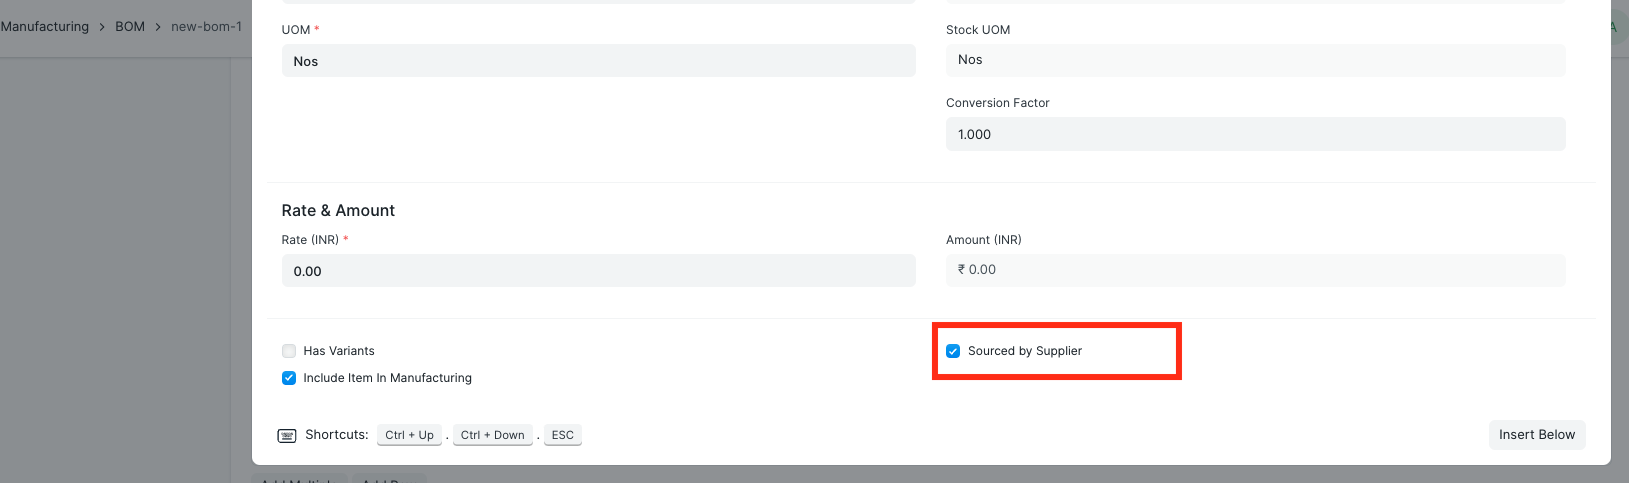 Manufacturing > BOM > new-bom-1
UOM *
Nos
Stock UOM
Nos
Conversion Factor
1.000
Rate & Amount
Rate (INR) *
0.00
Amount (INR)
₹ 0.00
Has Variants
Sourced by Supplier
Include Item In Manufacturing
Shortcuts: Ctrl + Up . Ctrl + Down . ESC
Insert Below
A